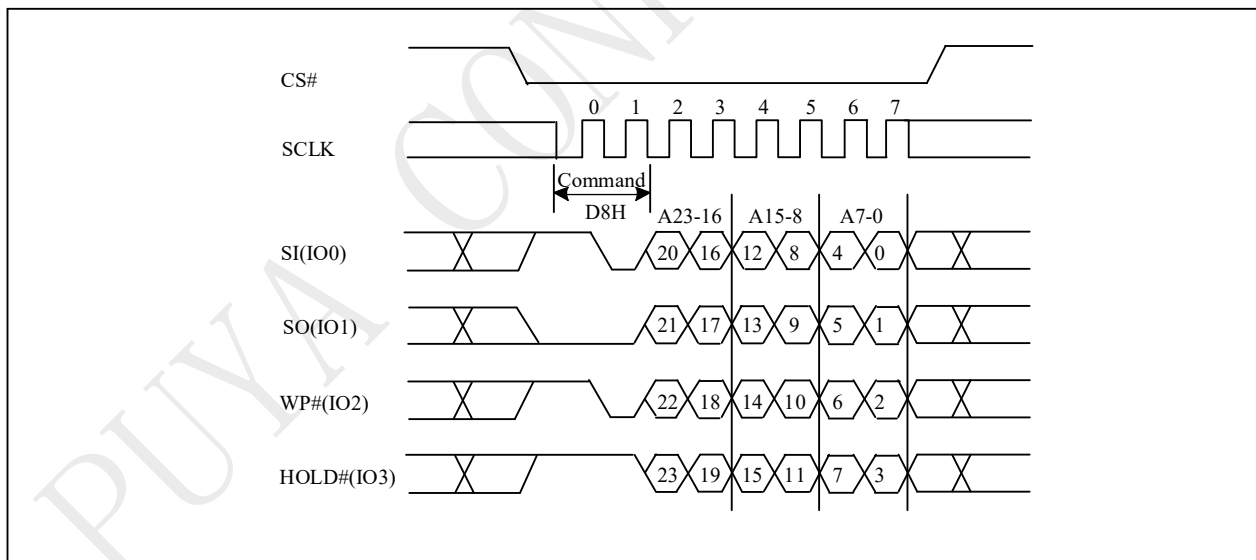 PUYA CONF
CS#
0 1 2 3 4 5 6 7
SCLK
Command
D8H
A23-16 A15-8 A7-0
SI(IO0) 20 16 12 8 4 0
SO(IO1) 21 17 13 9 5 1
WP#(IO2) 22 18 14 10 6 2
HOLD#(IO3) 23 19 15 11 7 3